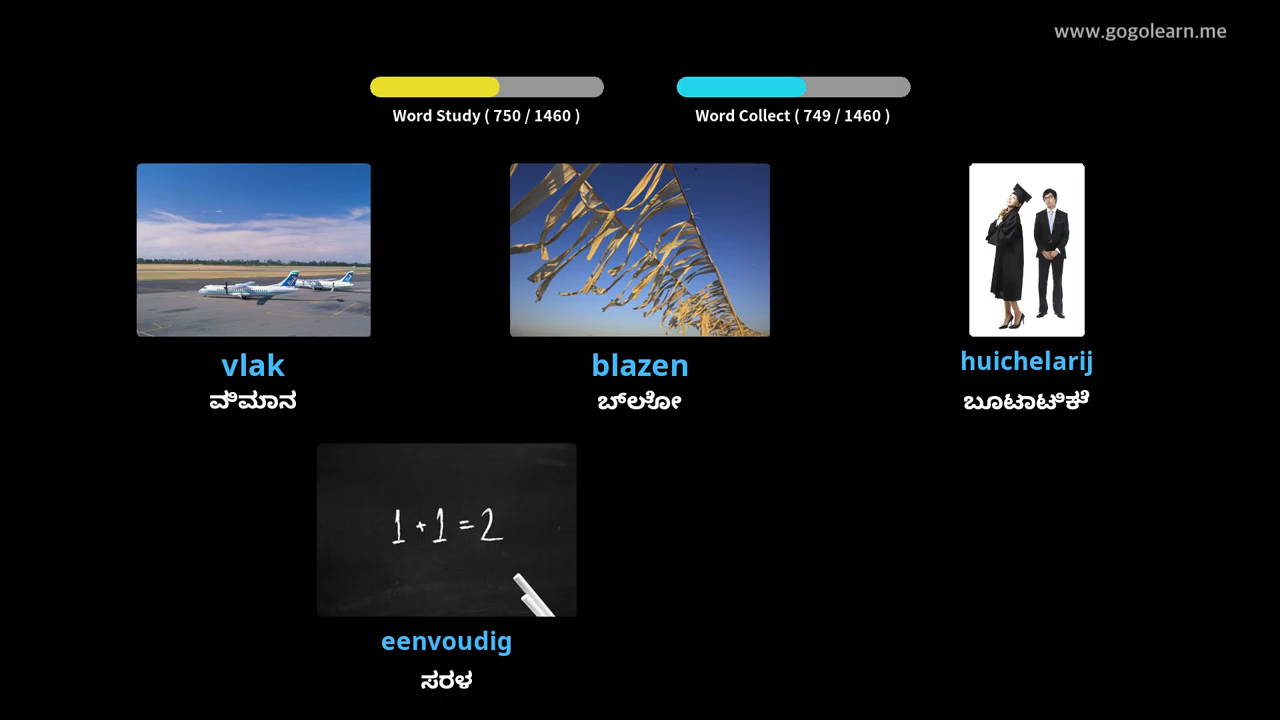 www.gogolearn.me
Word Study ( 750 / 1460 )
Word Collect ( 749 / 1460 )
vlak
ವಿಮಾನ
blazen
ಬ್ಲೋ
huichelarij
ಬೂಟಾಟಿಕೆ
1 + 1 = 2
eenvoudig
ಸರಳ